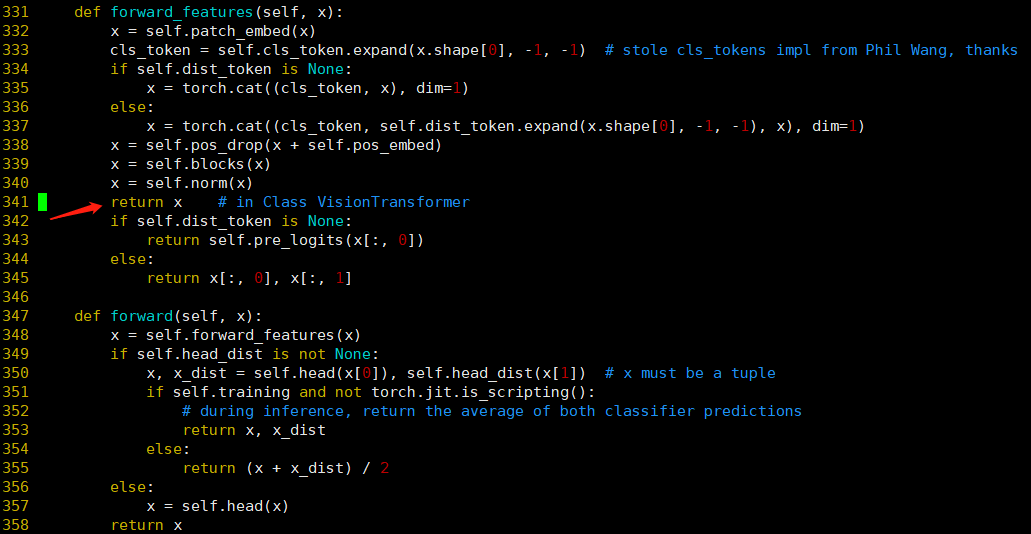 331     def forward_features(self, x):
332         x = self.patch_embed(x)
333         cls_token = self.cls_token.expand(x.shape[0], -1, -1)  # stole cls_tokens impl from Phil Wang, thanks
334         if self.dist_token is None:
335             x = torch.cat((cls_token, x), dim=1)
336         else:
337             x = torch.cat((cls_token, self.dist_token.expand(x.shape[0], -1, -1), x), dim=1)
338         x = self.pos_drop(x + self.pos_embed)
339         x = self.blocks(x)
340         x = self.norm(x)
341         return x    # in Class VisionTransformer
342         if self.dist_token is None:
343             return self.pre_logits(x[:, 0])
344         else:
345             return x[:, 0], x[:, 1]
346
347     def forward(self, x):
348         x = self.forward_features(x)
349         if self.head_dist is not None:
350             x, x_dist = self.head(x[0]), self.head_dist(x[1])  # x must be a tuple
351             if self.training and not torch.jit.is_scripting():
352                 # during inference, return the average of both classifier predictions
353                 return x, x_dist
354             else:
355                 return (x + x_dist) / 2
356         else:
357             x = self.head(x)
358         return x